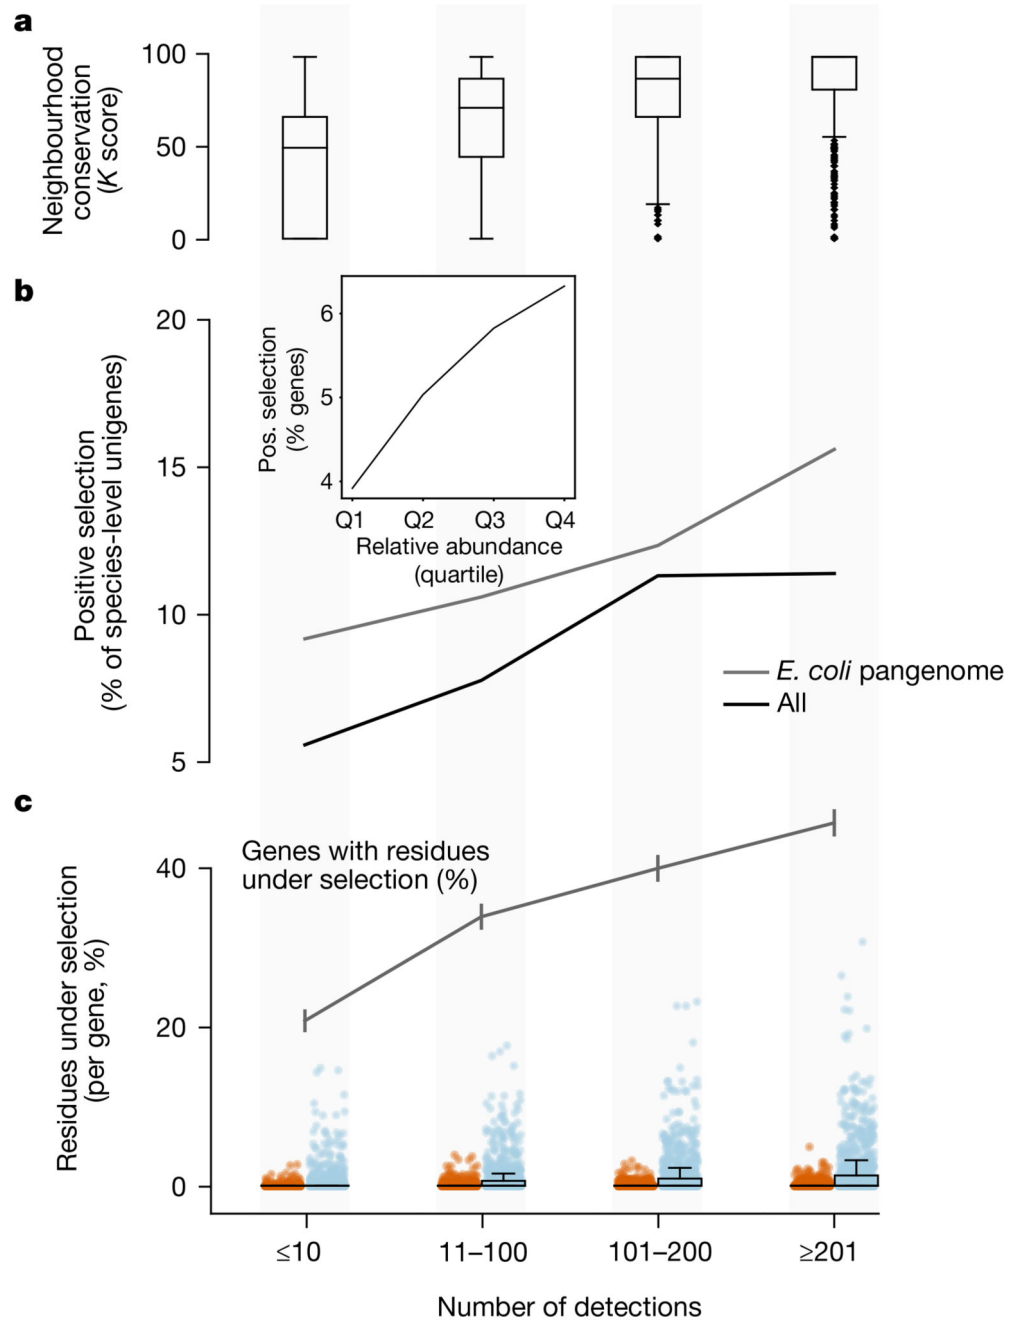 a
Neighbourhood
conservation
(K score)
100
50
0
b
Positive selection
(% of species-level unigenes)
20
15
10
5
Pos. selection
(% genes)
6
5
4
Q1 Q2 Q3 Q4
Relative abundance
(quartile)
E. coli pangenome
All
c
Residues under selection
(per gene, %)
40
20
0
Genes with residues
under selection (%)
≤10 11–100 101–200 ≥201
Number of detections